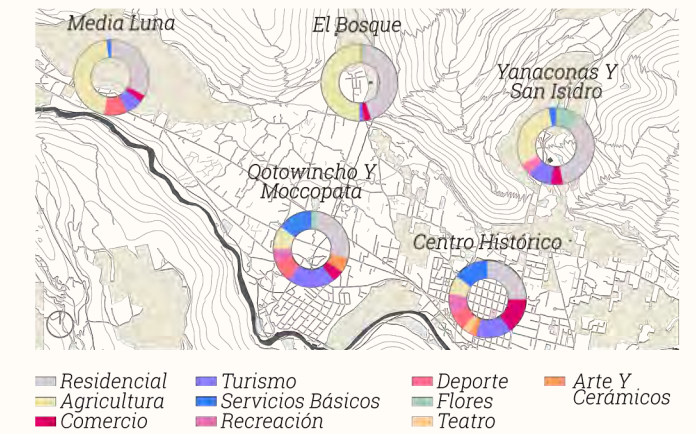 Media Luna
El Bosque
Yanaconas Y
San Isidro
Qotowincho Y
Moccopata
Centro Histórico
Residencial
Turismo
Deporte
Arte Y
Cerámicos
Agricultura
Servicios Básicos
Flores
Comercio
Recreación
Teatro